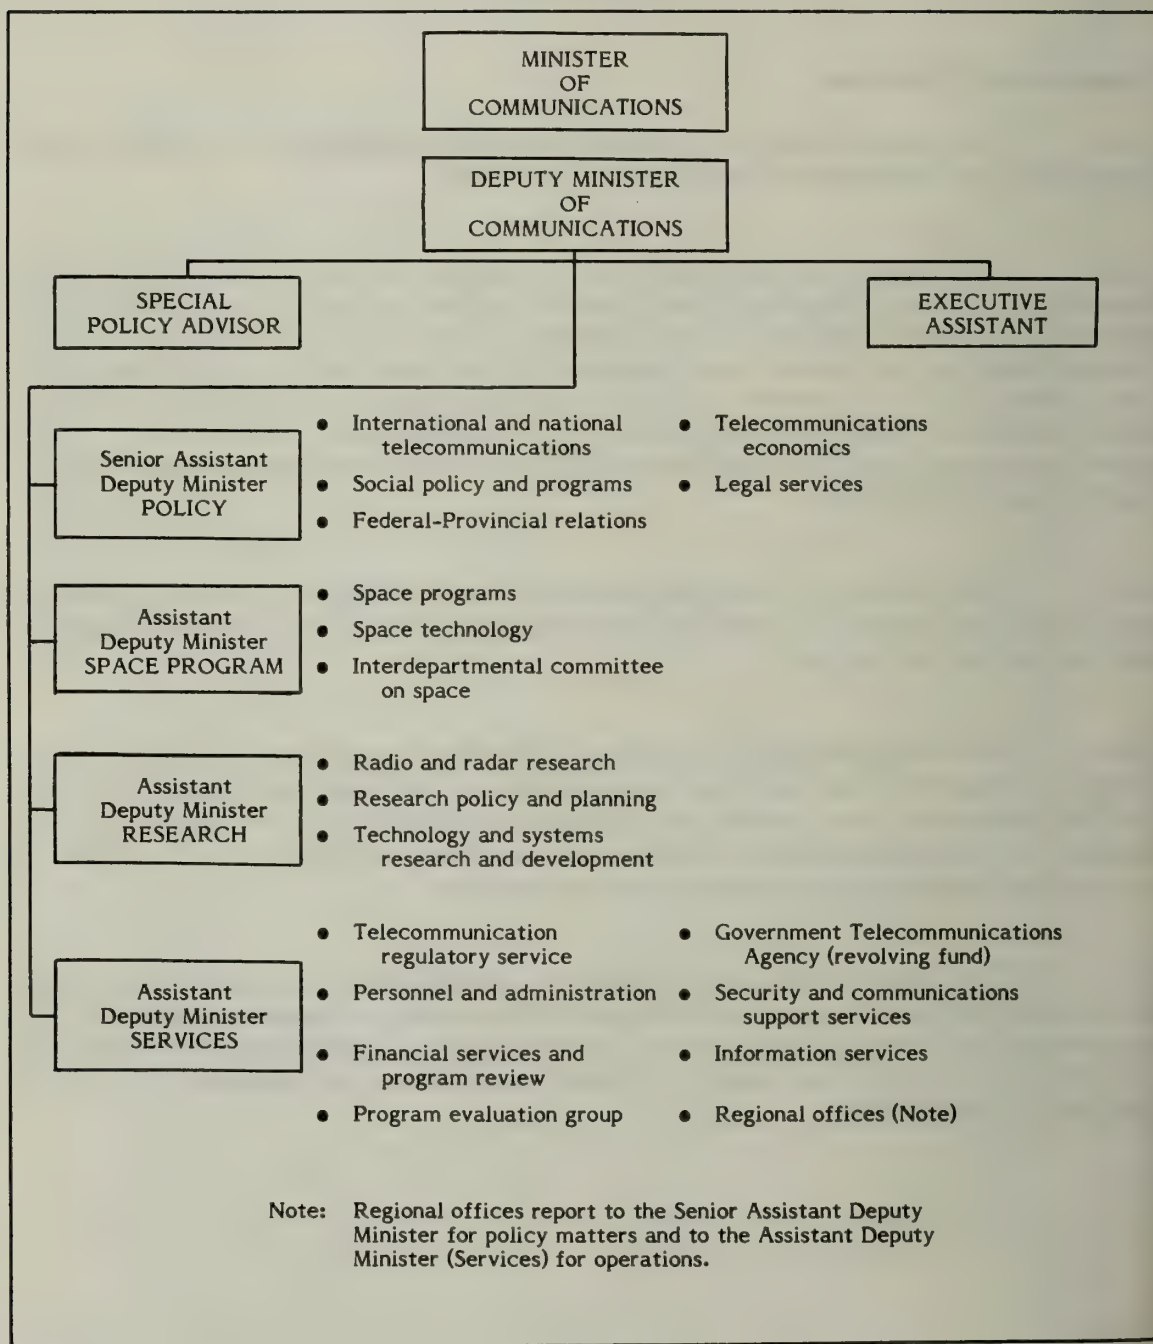 MINISTER
OF
COMMUNICATIONS
DEPUTY MINISTER
OF
COMMUNICATIONS
SPECIAL
POLICY ADVISOR
EXECUTIVE
ASSISTANT
Senior Assistant
Deputy Minister
POLICY
• International and national
telecommunications
• Social policy and programs
• Federal-Provincial relations
• Telecommunications
economics
• Legal services
Assistant
Deputy Minister
SPACE PROGRAM
• Space programs
• Space technology
• Interdepartmental committee
on space
Assistant
Deputy Minister
RESEARCH
• Radio and radar research
• Research policy and planning
• Technology and systems
research and development
Assistant
Deputy Minister
SERVICES
• Telecommunication
regulatory service
• Personnel and administration
• Financial services and
program review
• Program evaluation group
• Government Telecommunications
Agency (revolving fund)
• Security and communications
support services
• Information services
• Regional offices (Note)
Note: Regional offices report to the Senior Assistant Deputy
Minister for policy matters and to the Assistant Deputy
Minister (Services) for operations.